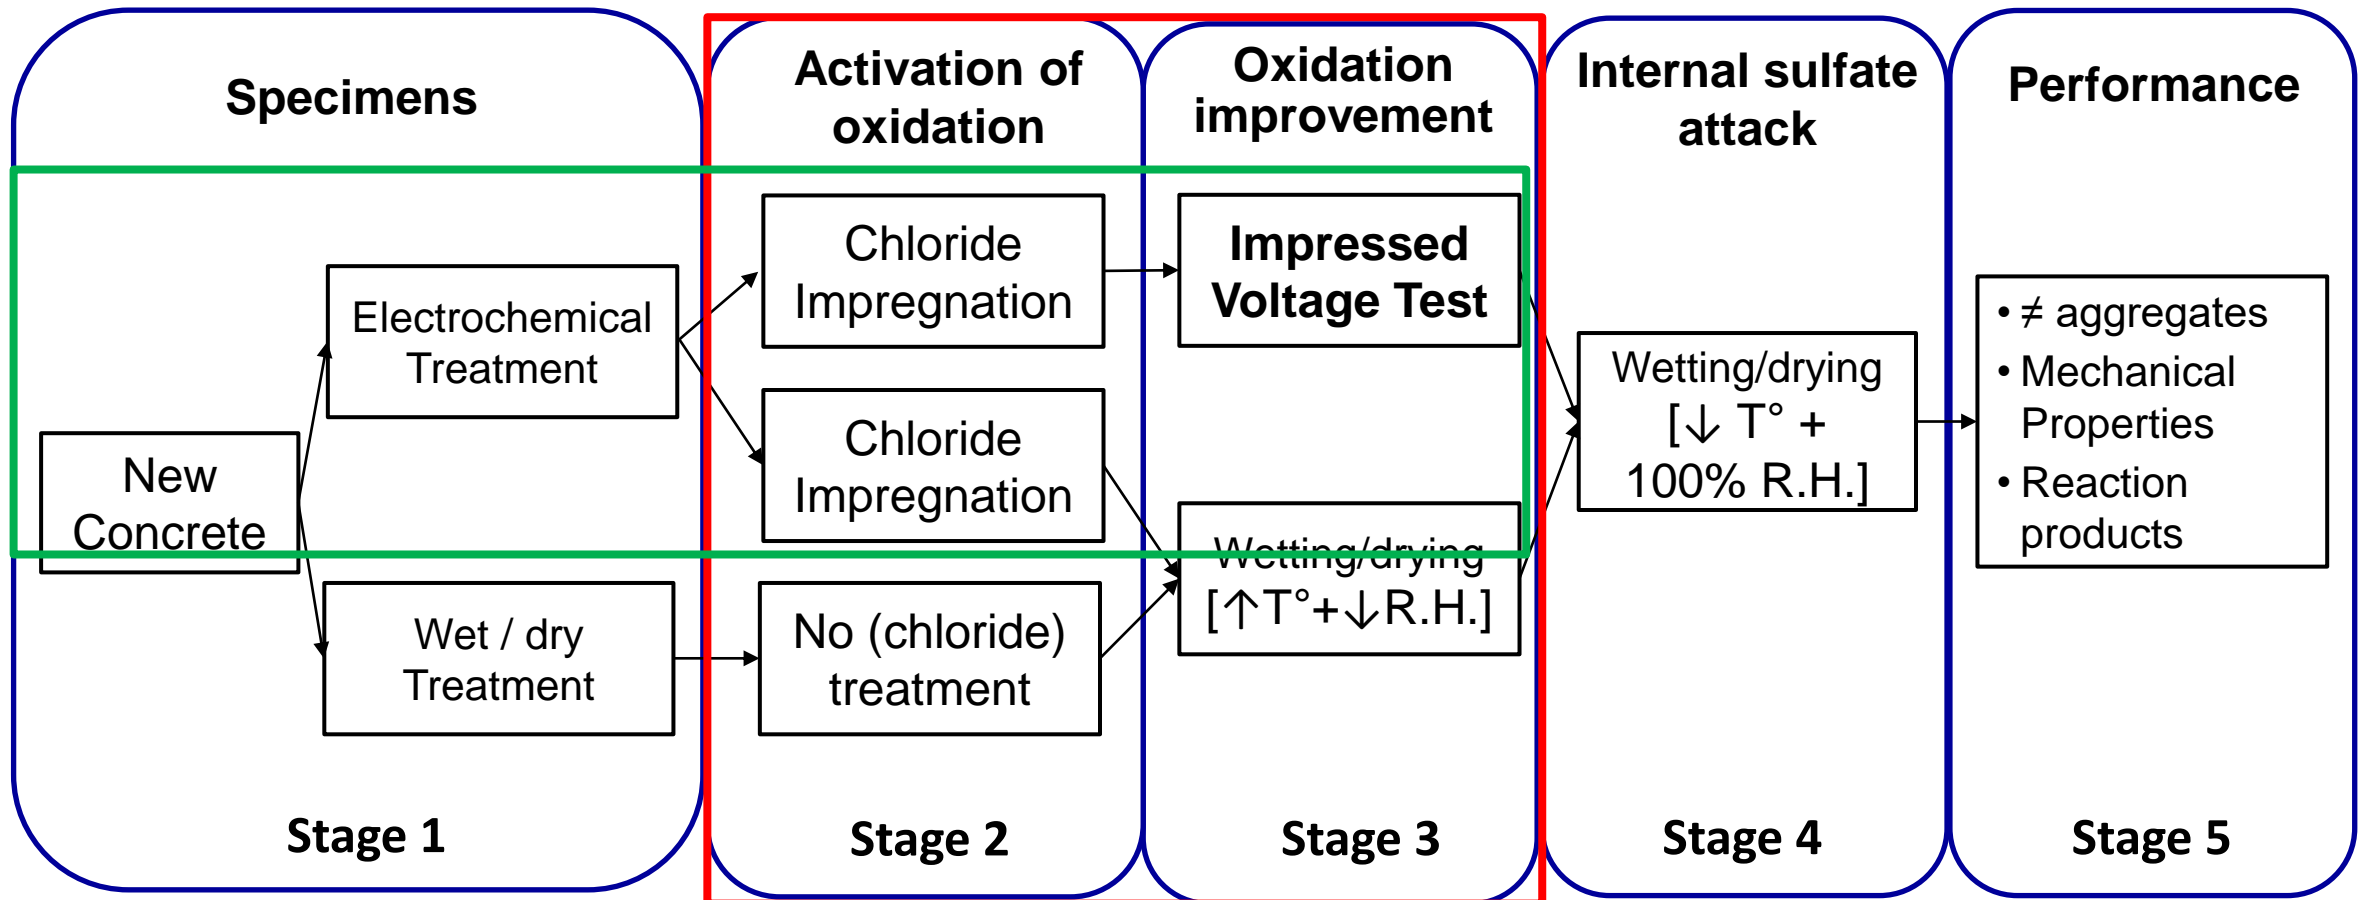 Specimens
New
Concrete
Electrochemical
Treatment
Wet / dry
Treatment
Stage 1
Activation of
oxidation
Chloride
Impregnation
Chloride
Impregnation
No (chloride)
treatment
Stage 2
Oxidation
improvement
Impressed
Voltage Test
Wetting/drying
[↑T°+↓R.H.]
Stage 3
Internal sulfate
attack
Wetting/drying
[↓ T° +
100% R.H.]
Stage 4
Performance
• ≠ aggregates
• Mechanical
Properties
• Reaction
products
Stage 5